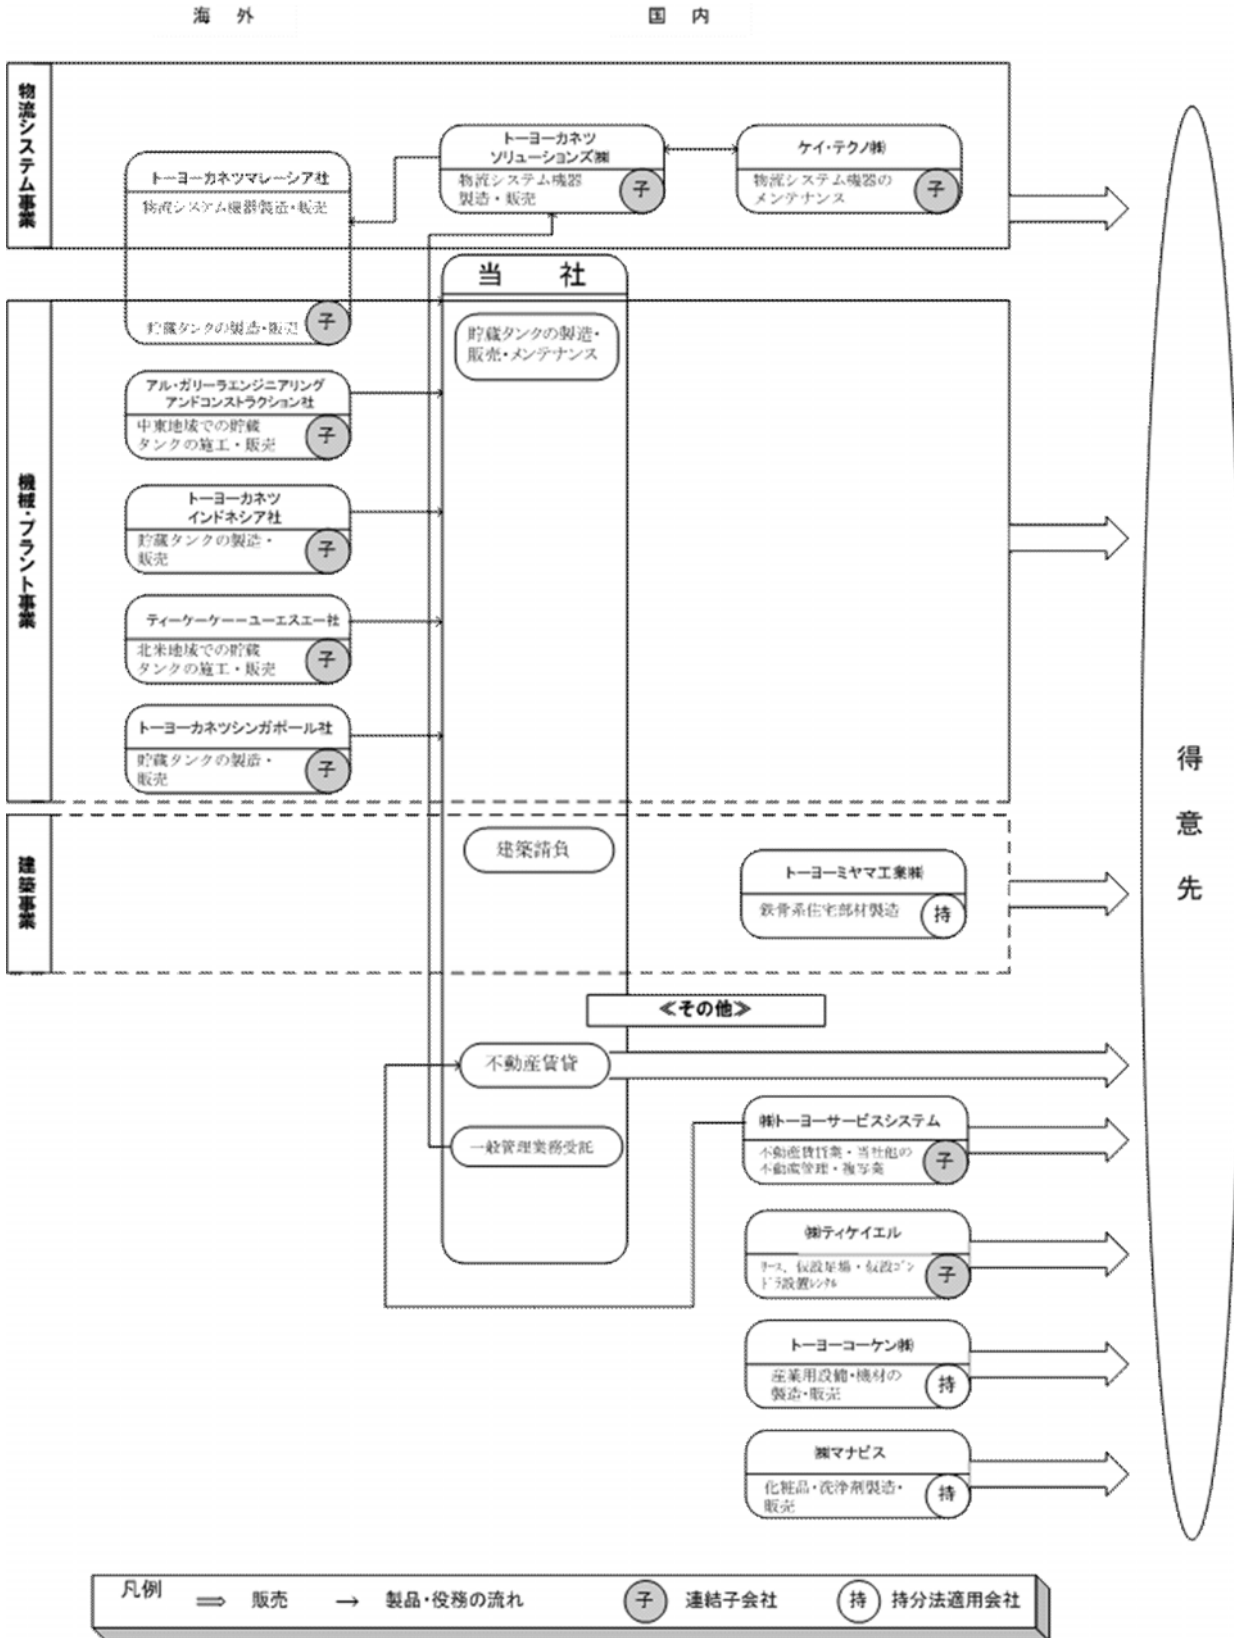 海 外
国 内
物流システム事業
トーヨーカネツマレーシア社
物流システム機器製造・販売
貯蔵タンクの製造・販売
子
トーヨーカネツ
ソリューションズ㈱
物流システム機器
製造・販売
子
ケイ・テクノ㈱
物流システム機器の
メンテナンス
子
当 社
機械・プラント事業
貯蔵タンクの製造・
販売・メンテナンス
アル・ガリーラエンジニアリング
アンドコンストラクション社
中東地域での貯蔵
タンクの施工・販売
子
トーヨーカネツ
インドネシア社
貯蔵タンクの製造・
販売
子
ティーケーケーーユーエスエー社
北米地域での貯蔵
タンクの施工・販売
子
トーヨーカネツシンガポール社
貯蔵タンクの製造・
販売
子
建築事業
建築請負
トーヨーミヤマ工業㈱
鉄骨系住宅部材製造
持
≪その他≫
不動産賃貸
一般管理業務受託
㈱トーヨーサービスシステム
不動産賃貸業・当社他の
不動産管理・複写業
子
㈱ティケイエル
リース、仮設足場・仮設ゴン
ドラ設置レンタル
子
トーヨーコーケン㈱
産業用設備・機材の
製造・販売
持
㈱マナビス
化粧品・洗浄剤製造・
販売
持
得意先
凡例 ⇒ 販売 → 製品・役務の流れ 子 連結子会社 持 持分法適用会社